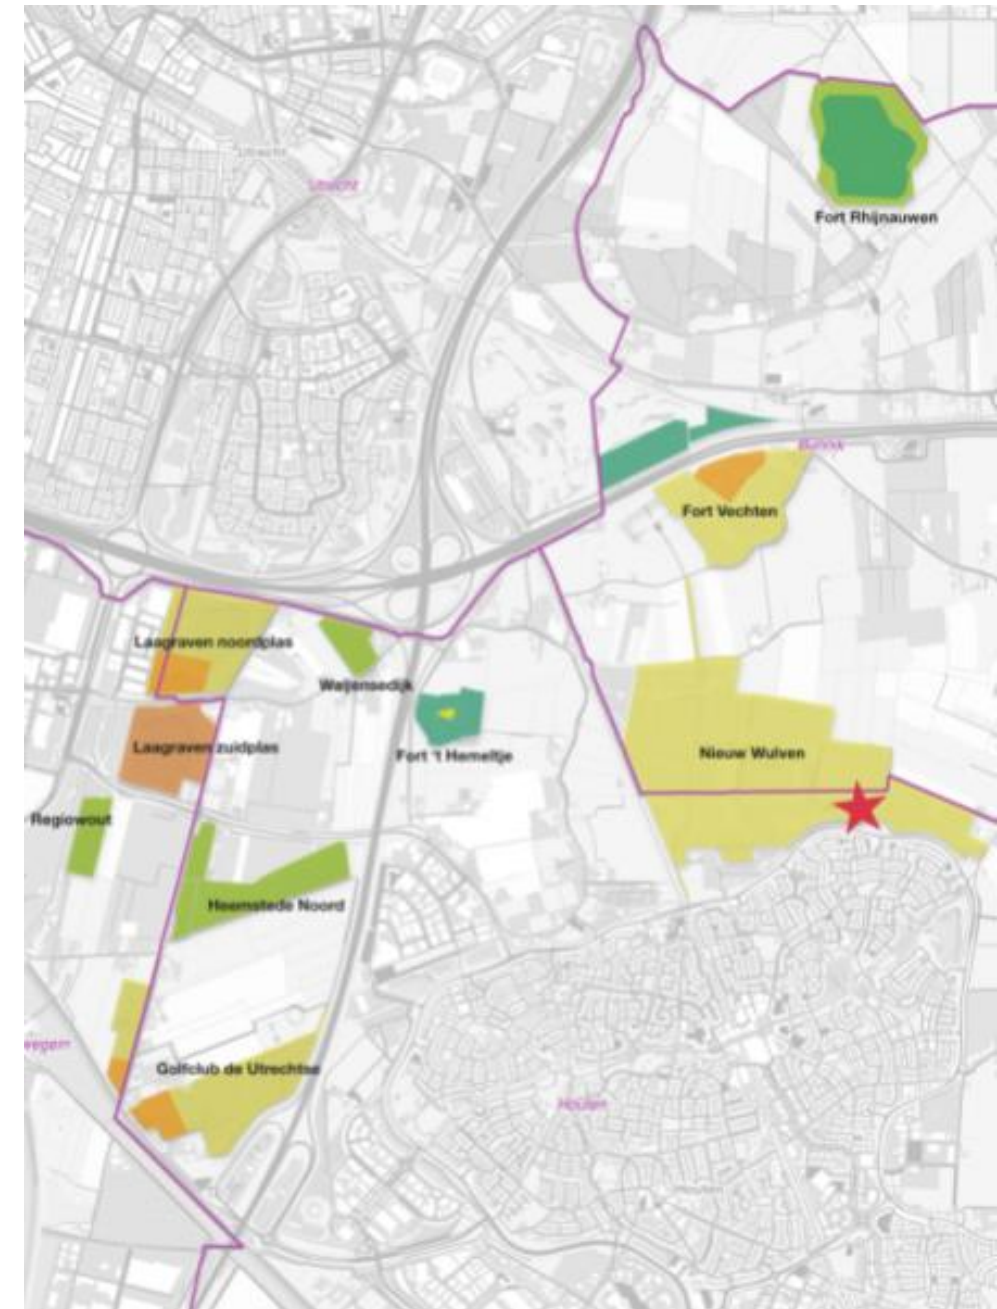 Utrecht
Utrecht
Fort Rhijnauwen
Bunnik
Fort Vechten
Laagraven noordplas
Waijensedijk
Laagraven zuidplas
Fort 't Hemeltje
Nieuw Wulven
Regiowout
Heemstede Noord
Golfclub de Utrechtse
Houten